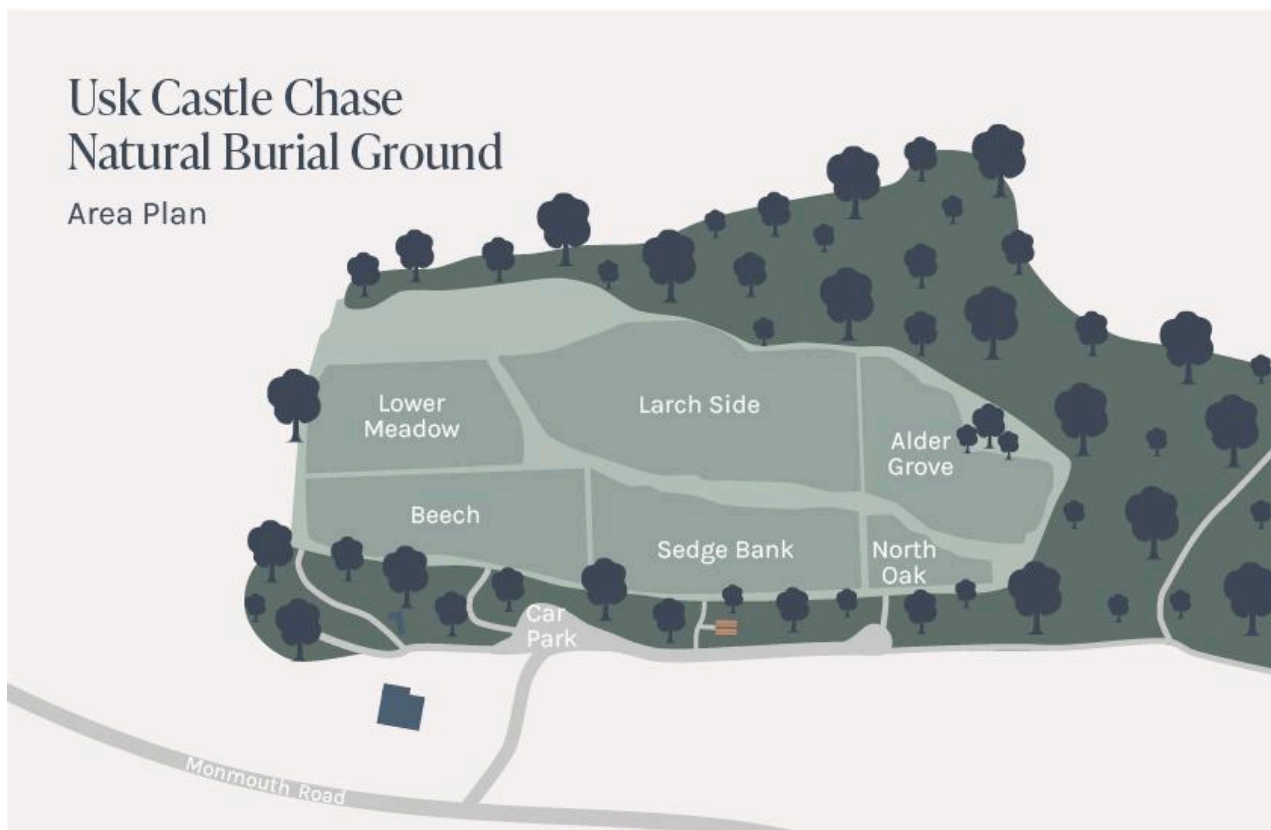 Usk Castle Chase
Natural Burial Ground
Area Plan
Lower
Meadow
Larch Side
Alder
Grove
Beech
Sedge Bank
North
Oak
Car
Park
Monmouth Road